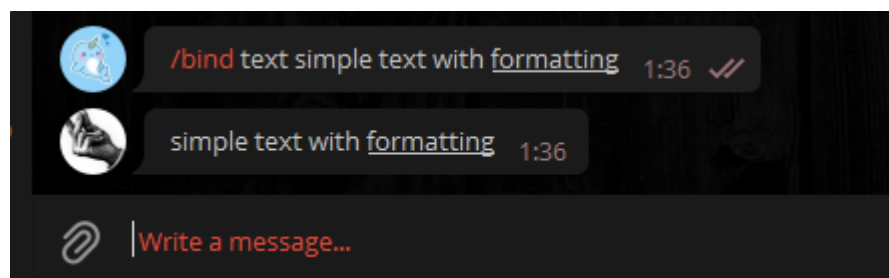 /bind text simple text with formatting 1:36
simple text with formatting 1:36
Write a message...